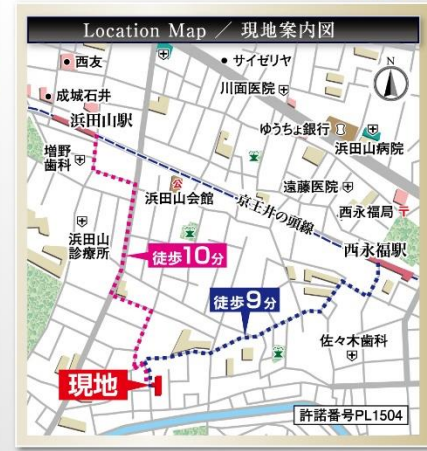 Location Map ／ 現地案内図
西友
サイゼリヤ
N
成城石井
川面医院
浜田山駅
ゆうちょ銀行
浜田山病院
増野
歯科
浜田山会館
遠藤医院
京王井の頭線
西永福局
浜田山
診療所
西永福駅
徒歩10分
徒歩9分
佐々木歯科
現地
許諾番号PL1504